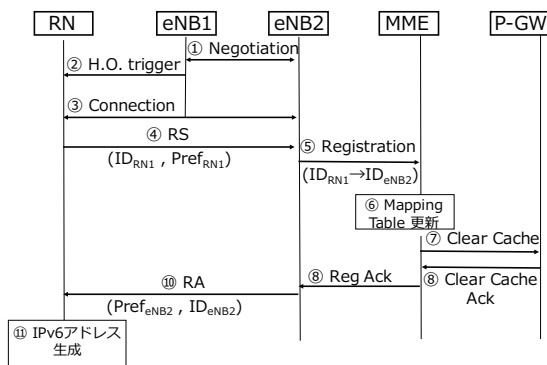 RN eNB1 eNB2 MME P-GW
① Negotiation
② H.O. trigger
③ Connection
④ RS
(ID_RN1 , Pref_RN1)
⑤ Registration
(ID_RN1→ID_eNB2)
⑥ Mapping
Table 更新
⑦ Clear Cache
⑧ Clear Cache
Ack
⑧ Reg Ack
⑩ RA
(Pref_eNB2 , ID_eNB2)
⑪ IPv6アドレス
生成